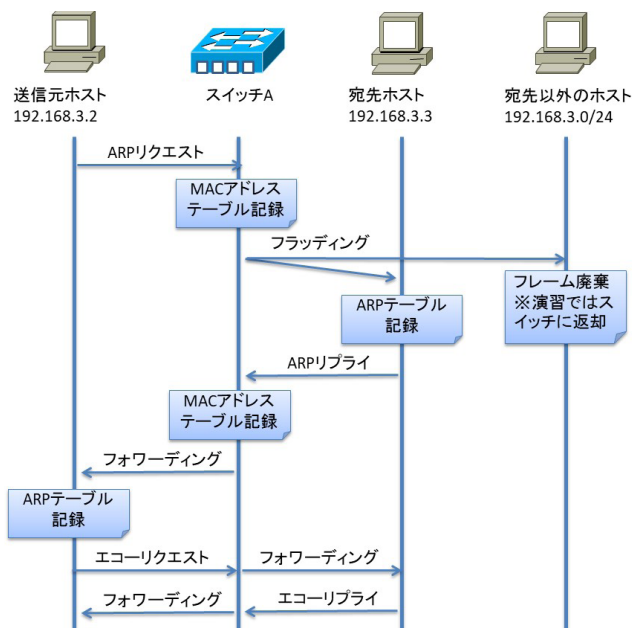 送信元ホスト
192.168.3.2
スイッチA
宛先ホスト
192.168.3.3
宛先以外のホスト
192.168.3.0/24
ARPリクエスト
MACアドレス
テーブル記録
フラッディング
フレーム廃棄
※演習ではス
イッチに返却
ARPテーブル
記録
ARPリプライ
MACアドレス
テーブル記録
フォワーディング
ARPテーブル
記録
エコーリクエスト
フォワーディング
フォワーディング
エコーリプライ